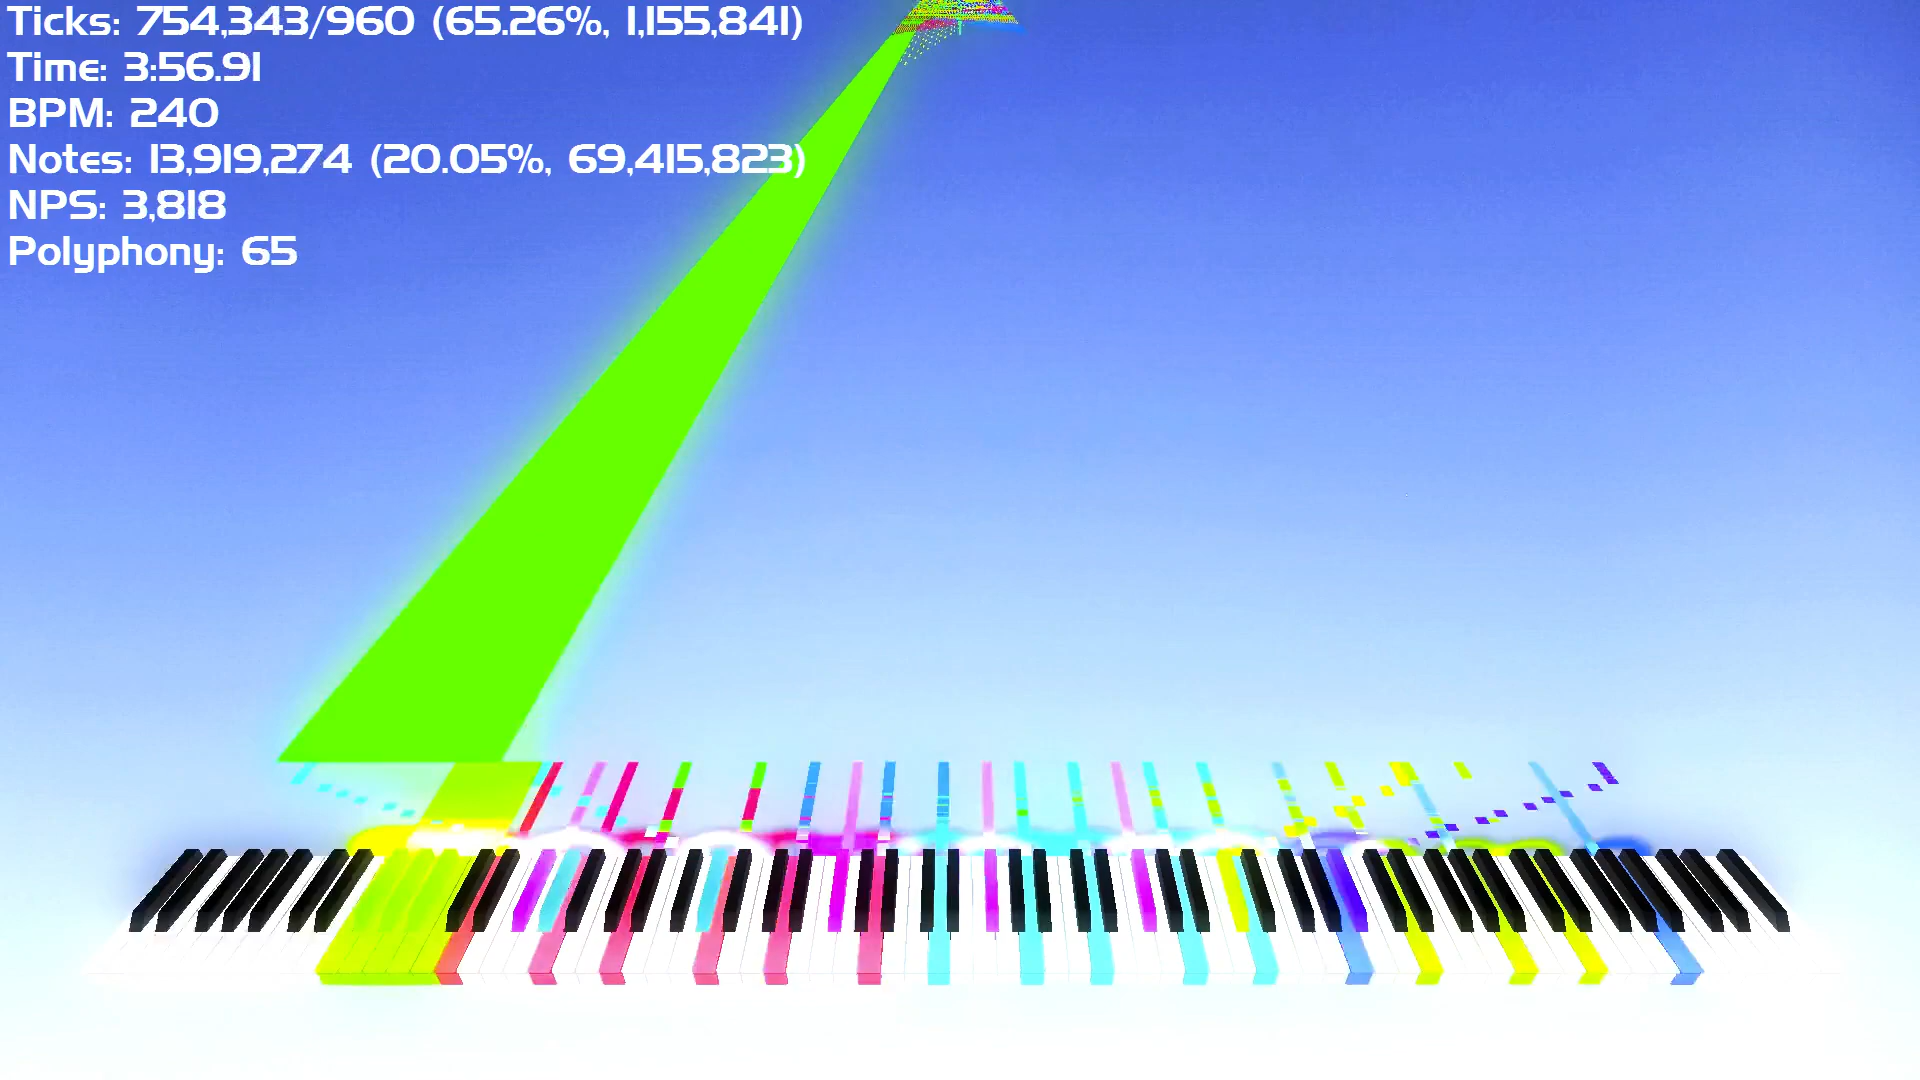 Ticks: 754,343/960 (65.26%, 1,155,841)
Time: 3:56.91
BPM: 240
Notes: 13,919,274 (20.05%, 69,415,823)
NPS: 3,818
Polyphony: 65